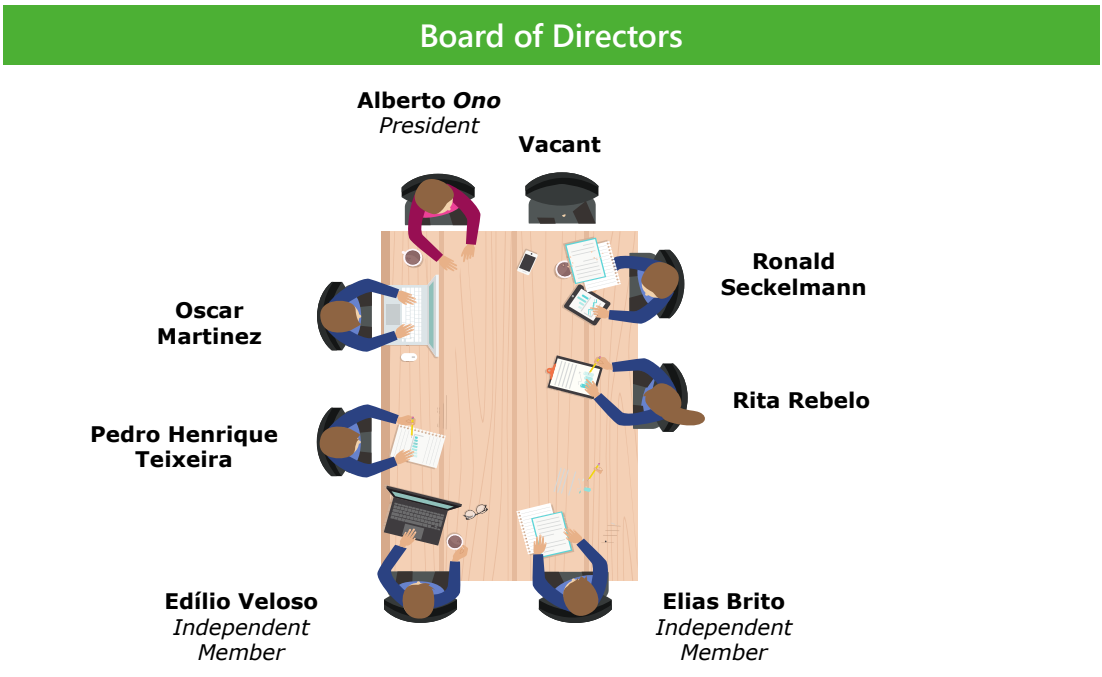 Board of Directors
Alberto Ono
President
Vacant
Ronald
Seckelmann
Oscar
Martinez
Rita Rebelo
Pedro Henrique
Teixeira
Edílio Veloso
Independent
Member
Elias Brito
Independent
Member